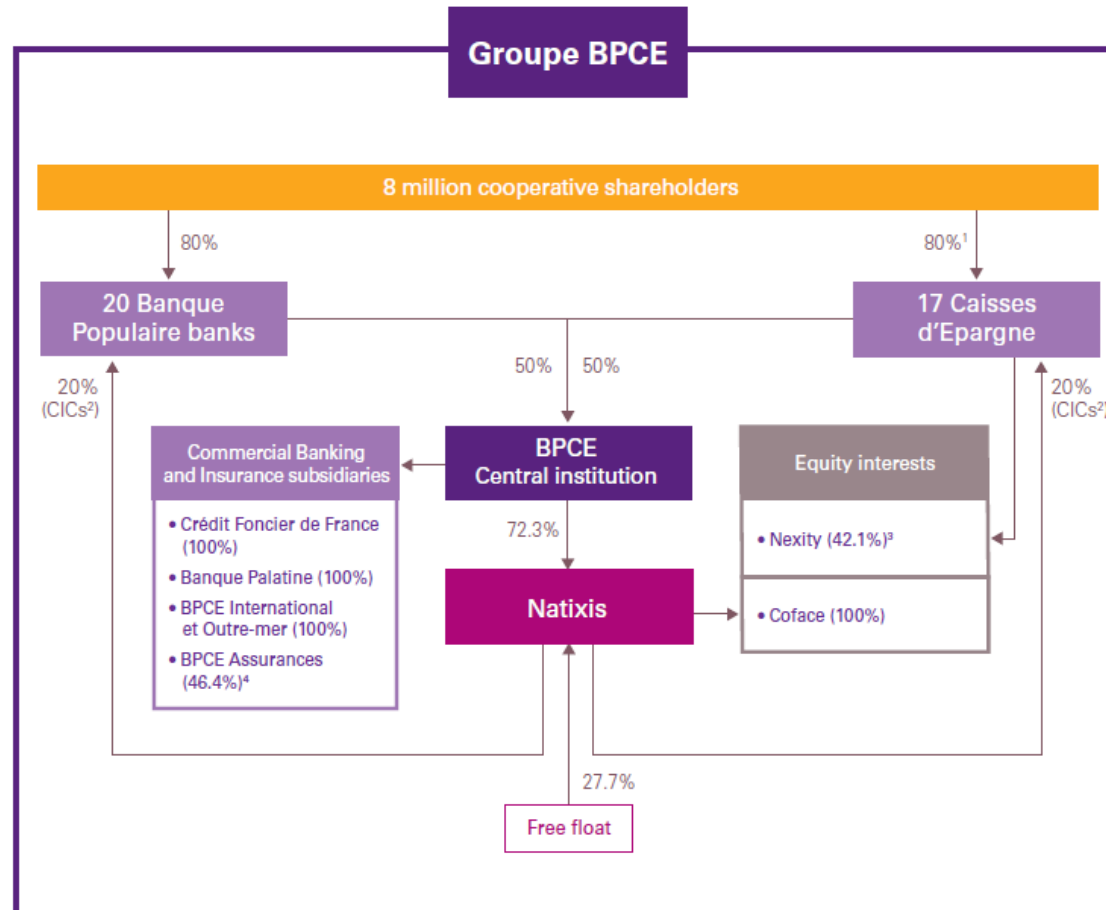 Groupe BPCE
8 million cooperative shareholders
80%
80%¹
20 Banque
Populaire banks
17 Caisses
d'Epargne
50%
50%
20%
(CICs²)
20%
(CICs²)
Commercial Banking
and Insurance subsidiaries
• Crédit Foncier de France
(100%)
• Banque Palatine (100%)
• BPCE International
et Outre-mer (100%)
• BPCE Assurances
(46.4%)⁴
BPCE
Central institution
72.3%
Natixis
Equity interests
• Nexity (42.1%)³
• Coface (100%)
27.7%
Free float